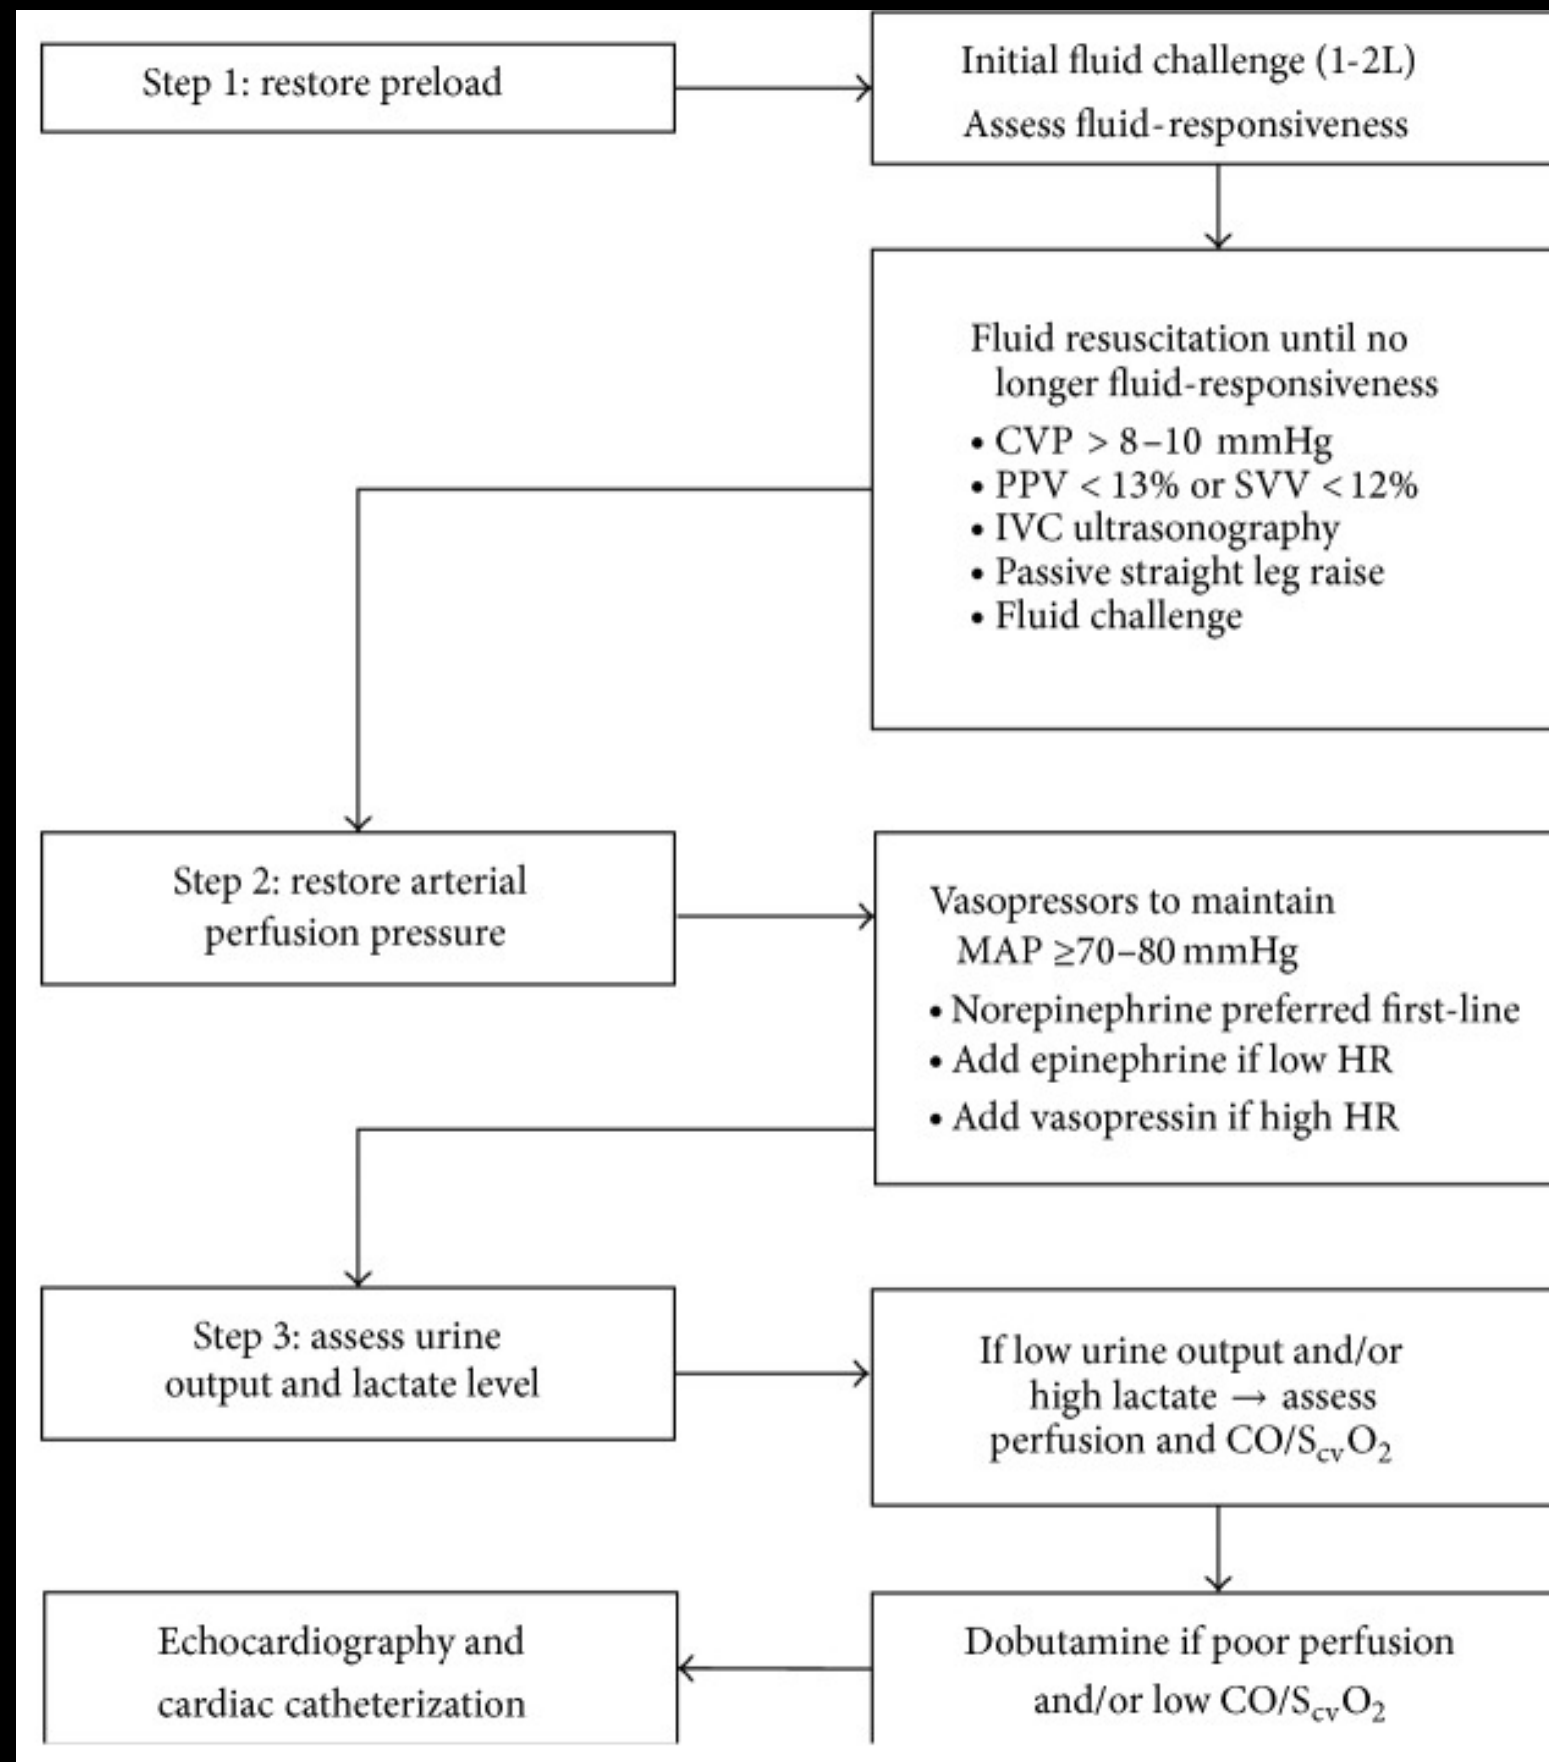 Step 1: restore preload
Initial fluid challenge (1-2L)
Assess fluid-responsiveness
Fluid resuscitation until no
longer fluid-responsiveness
• CVP > 8–10 mmHg
• PPV < 13% or SVV < 12%
• IVC ultrasonography
• Passive straight leg raise
• Fluid challenge
Step 2: restore arterial
perfusion pressure
Vasopressors to maintain
MAP ≥70–80 mmHg
• Norepinephrine preferred first-line
• Add epinephrine if low HR
• Add vasopressin if high HR
Step 3: assess urine
output and lactate level
If low urine output and/or
high lactate → assess
perfusion and CO/ScvO2
Dobutamine if poor perfusion
and/or low CO/ScvO2
Echocardiography and
cardiac catheterization